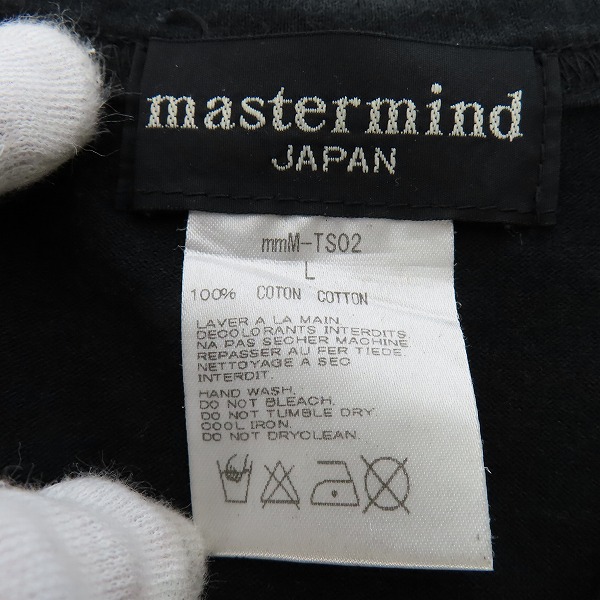 mastermind
JAPAN
mmM-TS02
L
100% COTON COTTON
LAVER A LA MAIN
DECOLORANTS INTERDITS
NA PAS SECHER MACHINE
REPASSER AU FER TIEDE.
NETTOYAGE A SEC
INTERDIT.
HAND WASH.
DO NOT BLEACH.
DO NOT TUMBLE DRY
COOL IRON.
DO NOT DRYCLEAN.